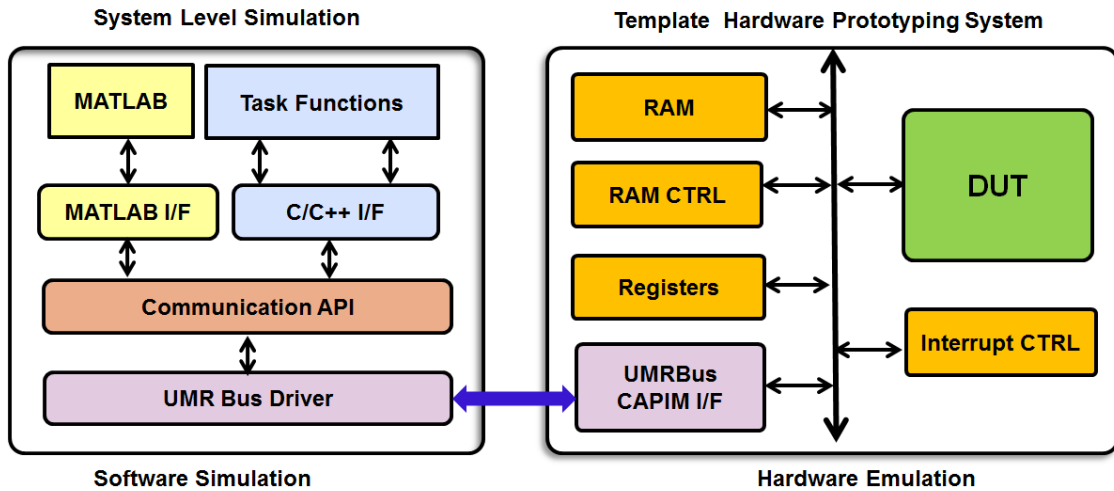 System Level Simulation
MATLAB
Task Functions
MATLAB I/F
C/C++ I/F
Communication API
UMR Bus Driver
Software Simulation
Template Hardware Prototyping System
RAM
RAM CTRL
Registers
UMRBus
CAPIM I/F
DUT
Interrupt CTRL
Hardware Emulation